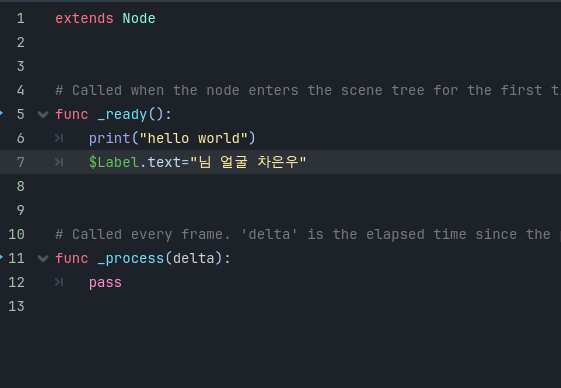 1 extends Node
2
3
4 # Called when the node enters the scene tree for the first
5 func _ready():
6 print("hello world")
7 $Label.text="님 얼굴 차은우"
8
9
10 # Called every frame. 'delta' is the elapsed time since the
11 func _process(delta):
12 pass
13